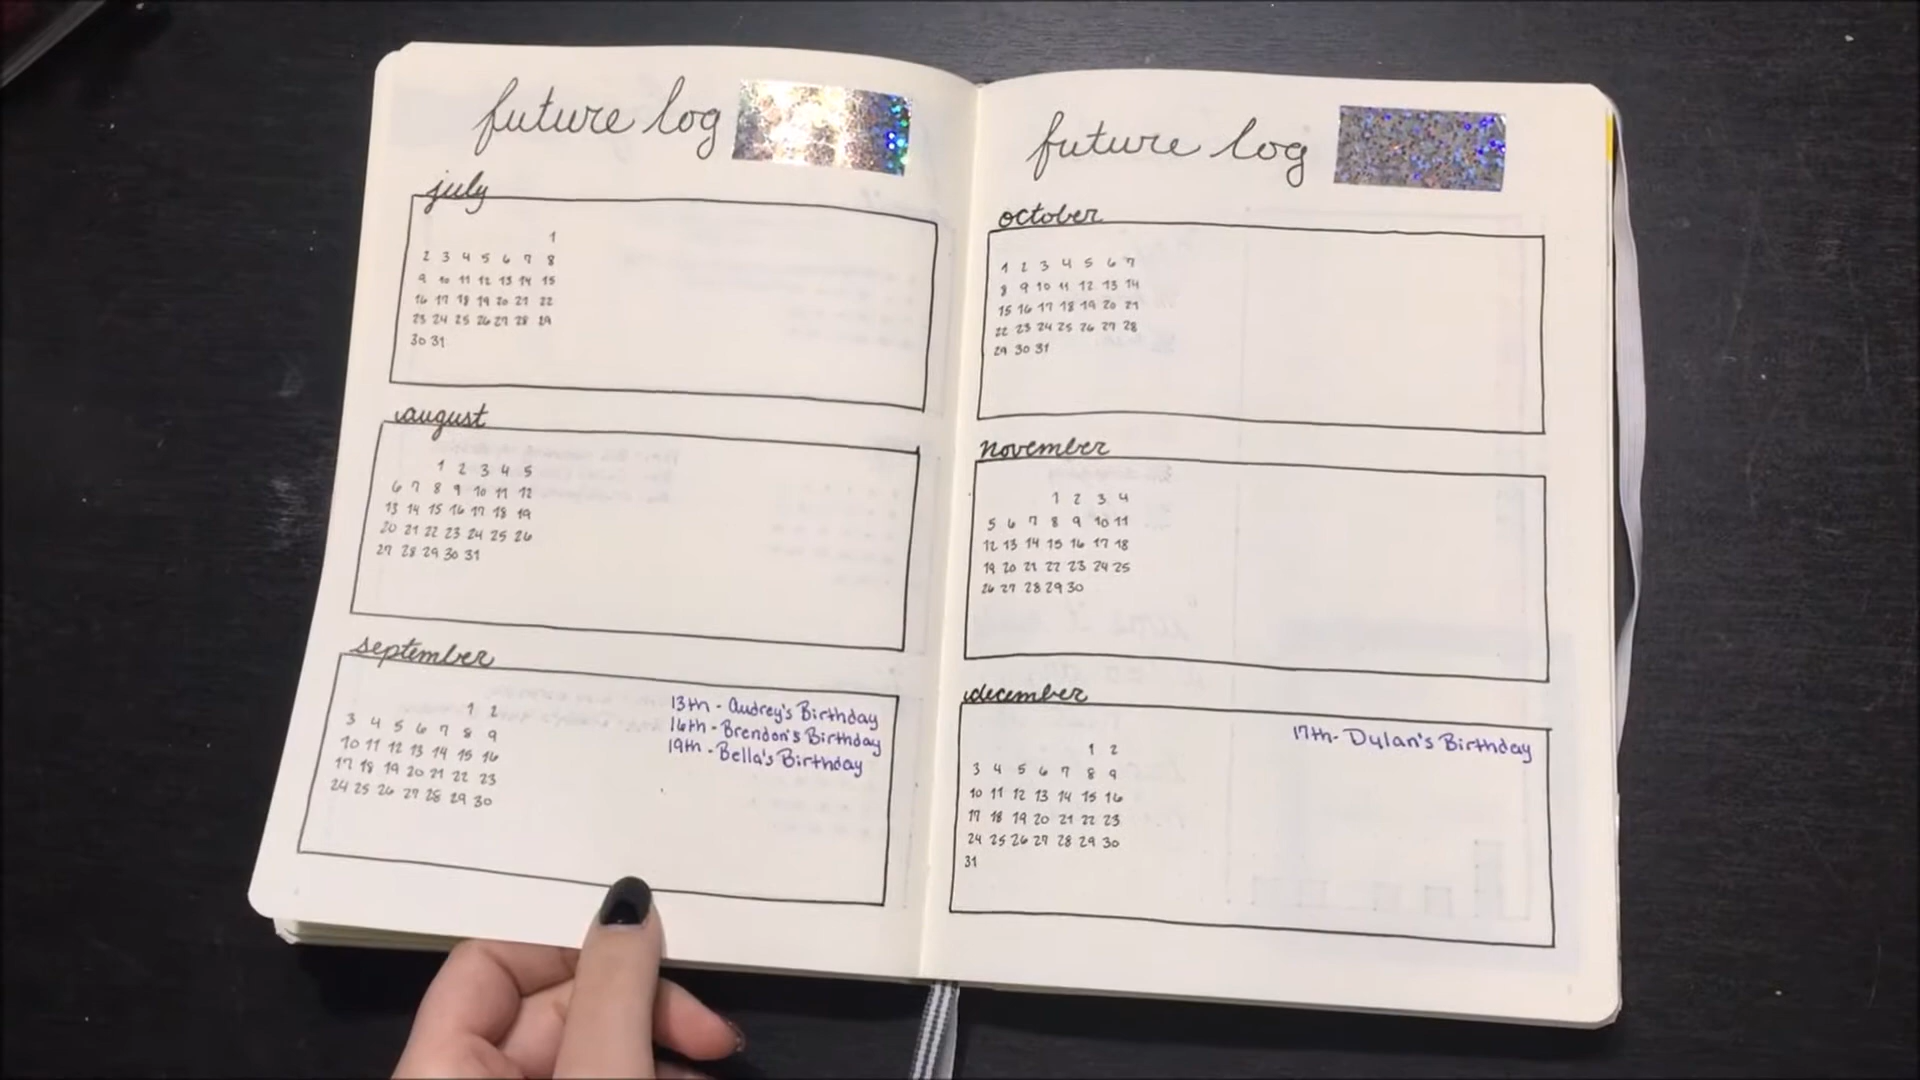 future log
july
1
2 3 4 5 6 7 8
9 10 11 12 13 14 15
16 17 18 19 20 21 22
23 24 25 26 27 28 29
30 31
august
1 2 3 4 5
6 7 8 9 10 11 12
13 14 15 16 17 18 19
20 21 22 23 24 25 26
27 28 29 30 31
september
1 2
3 4 5 6 7 8 9
10 11 12 13 14 15 16
17 18 19 20 21 22 23
24 25 26 27 28 29 30
13th - Audrey's Birthday
16th - Brendon's Birthday
19th - Bella's Birthday
future log
october
1 2 3 4 5 6 7
8 9 10 11 12 13 14
15 16 17 18 19 20 21
22 23 24 25 26 27 28
29 30 31
november
1 2 3 4
5 6 7 8 9 10 11
12 13 14 15 16 17 18
19 20 21 22 23 24 25
26 27 28 29 30
december
1 2
3 4 5 6 7 8 9
10 11 12 13 14 15 16
17 18 19 20 21 22 23
24 25 26 27 28 29 30
31
17th - Dylan's Birthday